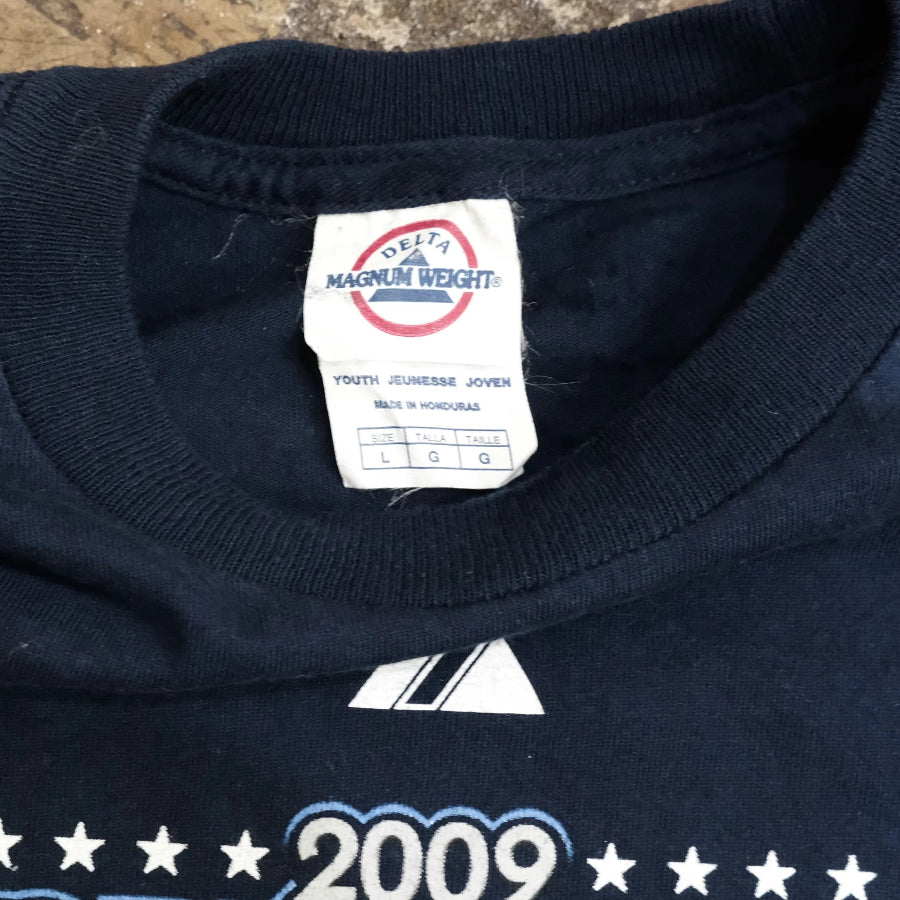 DELTA
MAGNUM WEIGHT®
YOUTH JEUNESSE JOVEN
MADE IN HONDURAS
SIZE TALLA TAILLE
L G G
2009